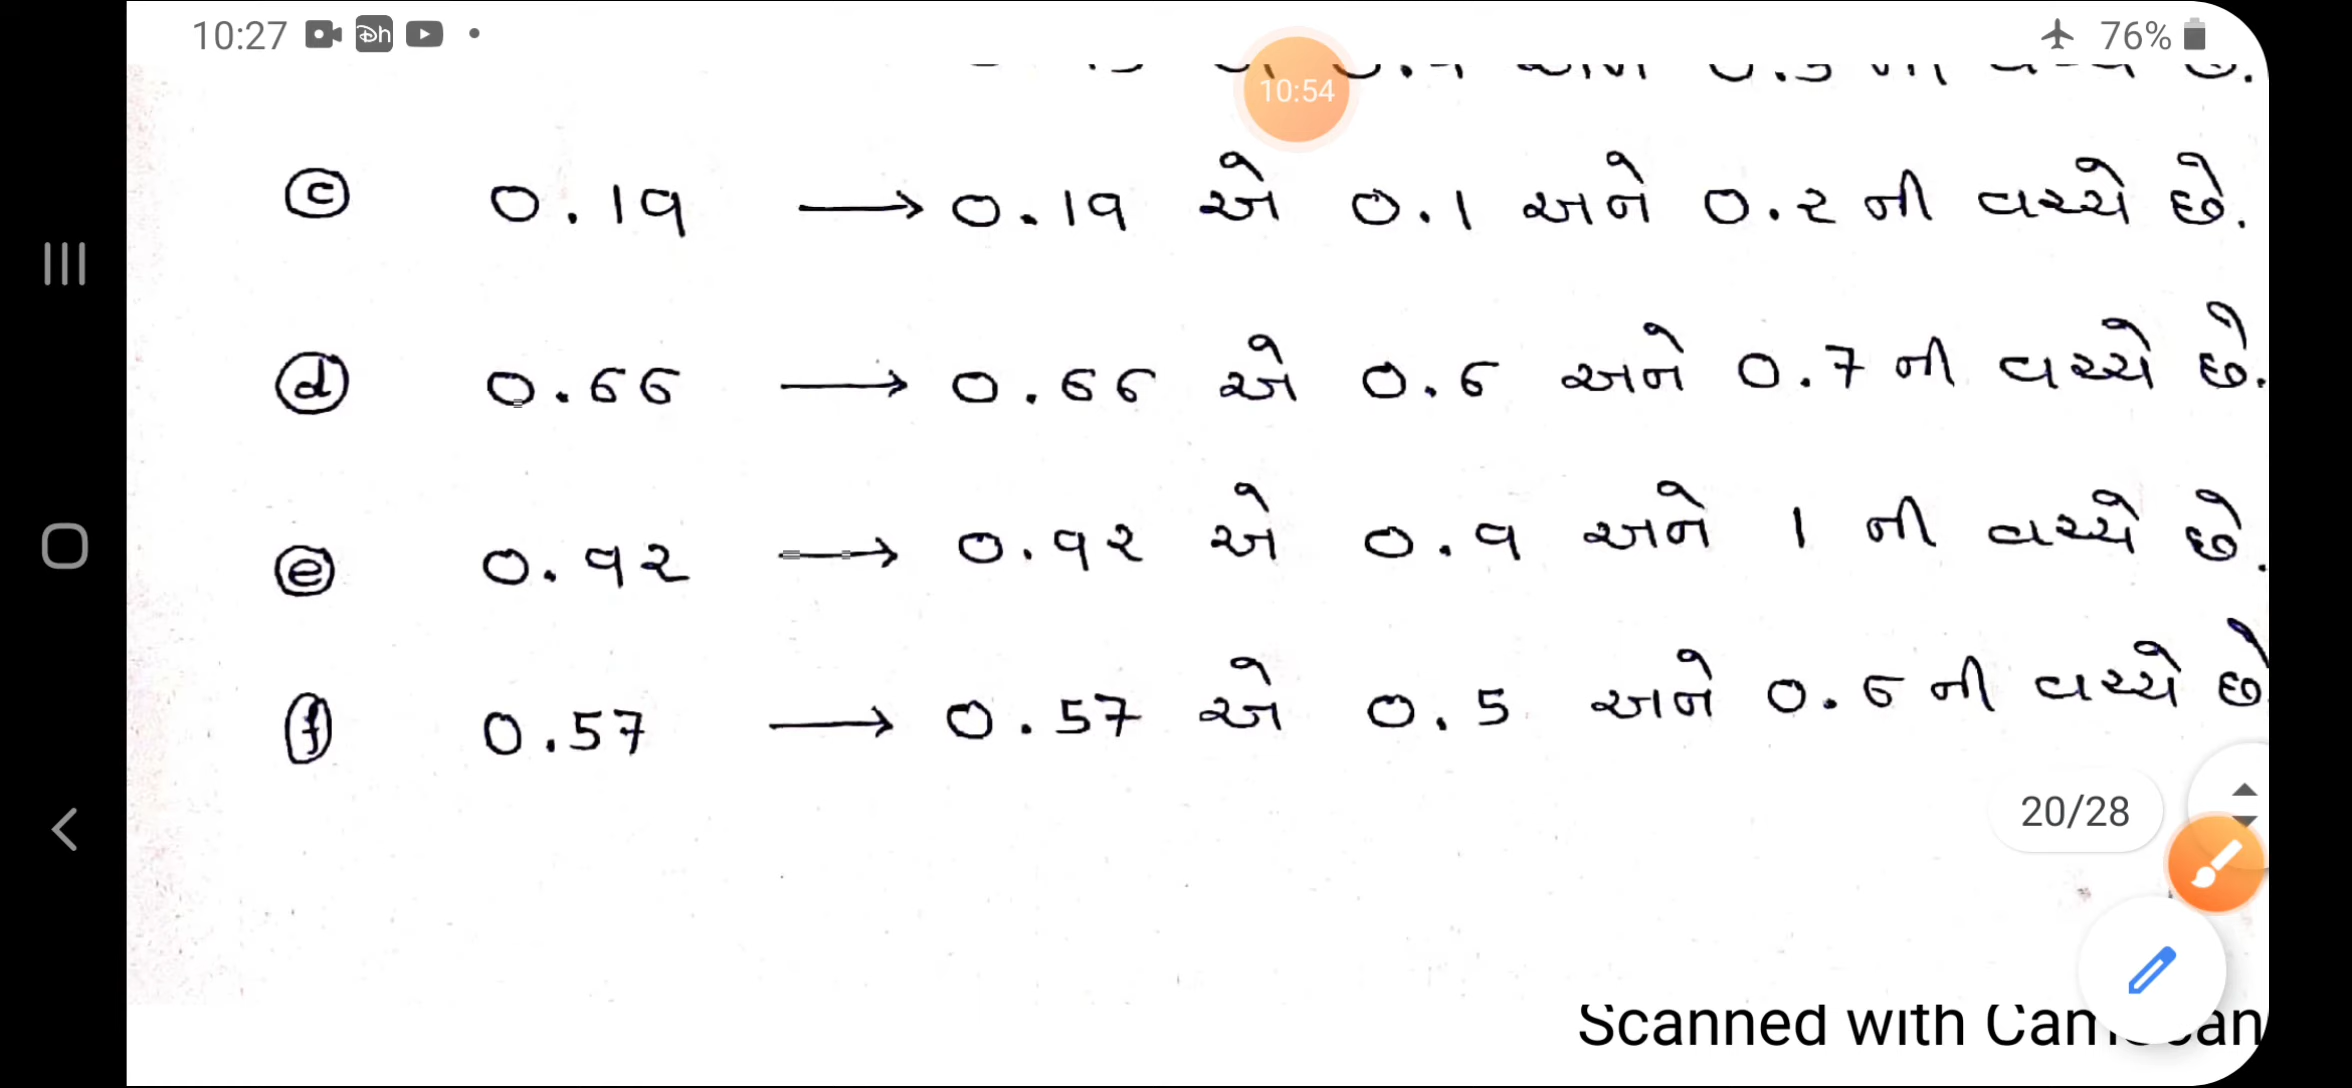 10:27 76%
10:54
ⓒ 0.19 → 0.19 એ 0.1 અને 0.2 ની વચ્ચે છે.
ⓓ 0.66 → 0.66 એ 0.6 અને 0.7 ની વચ્ચે છે.
ⓔ 0.92 → 0.92 એ 0.9 અને 1 ની વચ્ચે છે.
ⓕ 0.57 → 0.57 એ 0.5 અને 0.6 ની વચ્ચે છે
20/28
Scanned with